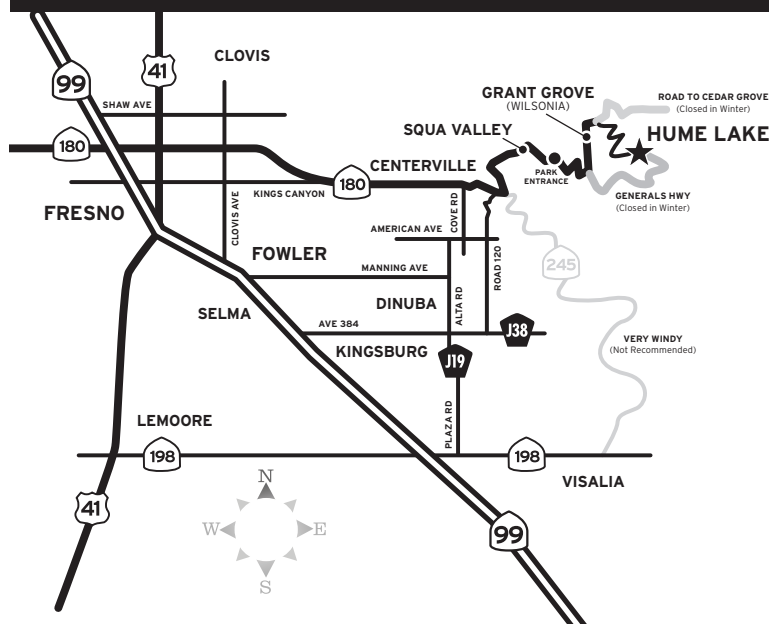 CLOVIS
99
41
SHAW AVE
180
GRANT GROVE
(WILSONIA)
ROAD TO CEDAR GROVE
(Closed in Winter)
HUME LAKE
SQUA VALLEY
CENTERVILLE
PARK
ENTRANCE
180
KINGS CANYON
GENERALS HWY
(Closed in Winter)
FRESNO
CLOVIS AVE
COVE RD
AMERICAN AVE
ROAD 120
FOWLER
MANNING AVE
245
SELMA
DINUBA
ALTA RD
AVE 384
J38
KINGSBURG
J19
VERY WINDY
(Not Recommended)
PLAZA RD
LEMOORE
198
198
VISALIA
41
N
W
E
S
99